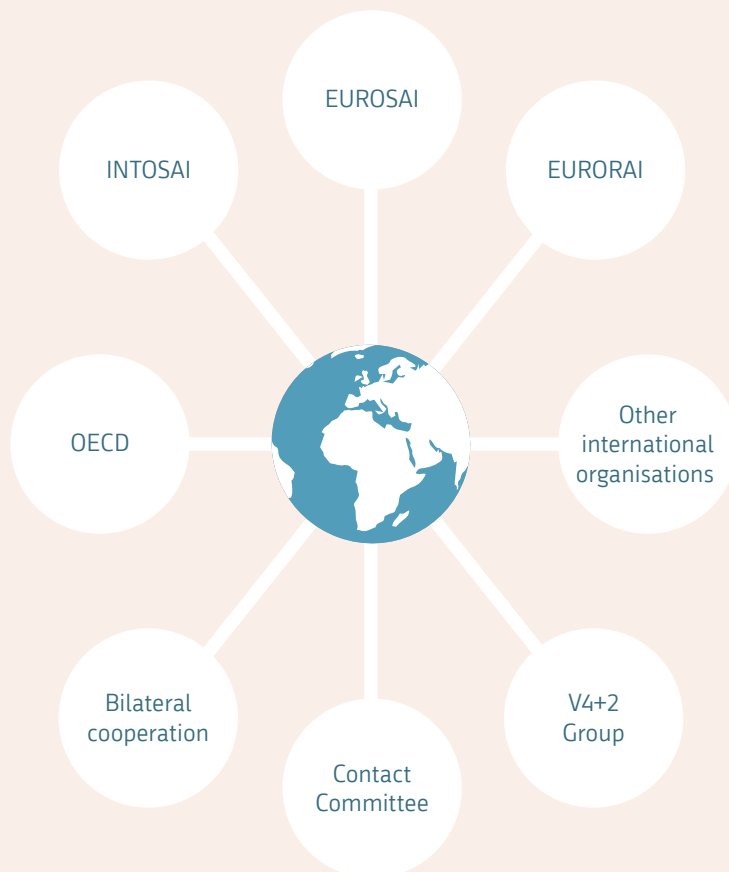 EUROSAI
INTOSAI
EURORAI
OECD
Other
international
organisations
Bilateral
cooperation
V4+2
Group
Contact
Committee